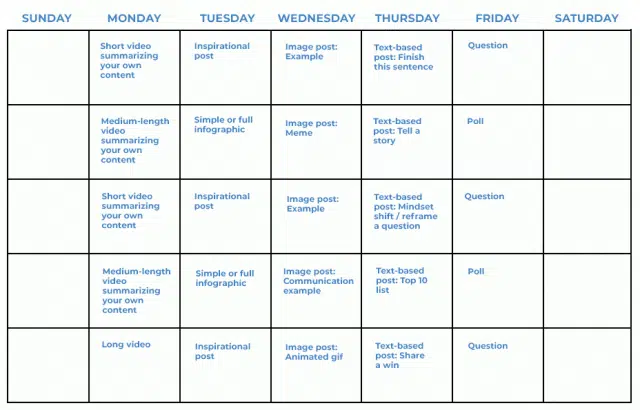 SUNDAY MONDAY TUESDAY WEDNESDAY THURSDAY FRIDAY SATURDAY
Short video
summarizing
your own
content
Inspirational
post
Image post:
Example
Text-based
post: Finish
this sentence
Question
Medium-length
video
summarizing
your own
content
Simple or full
infographic
Image post:
Meme
Text-based
post: Tell a
story
Poll
Short video
summarizing
your own
content
Inspirational
post
Image post:
Example
Text-based
post: Mindset
shift / reframe
a question
Question
Medium-length
video
summarizing
your own
content
Simple or full
infographic
Image post:
Communication
example
Text-based
post: Top 10
list
Poll
Long video
Inspirational
post
Image post:
Animated gif
Text-based
post: Share
a win
Question